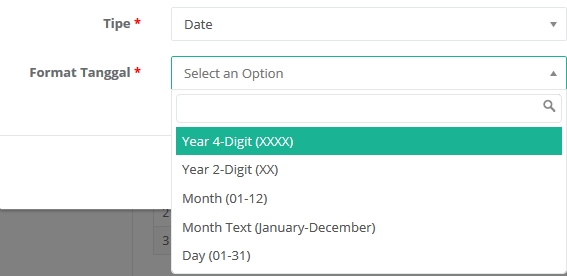 Tipe * Date
Format Tanggal * Select an Option
Year 4-Digit (XXXX)
Year 2-Digit (XX)
Month (01-12)
2
Month Text (January-December)
3
Day (01-31)